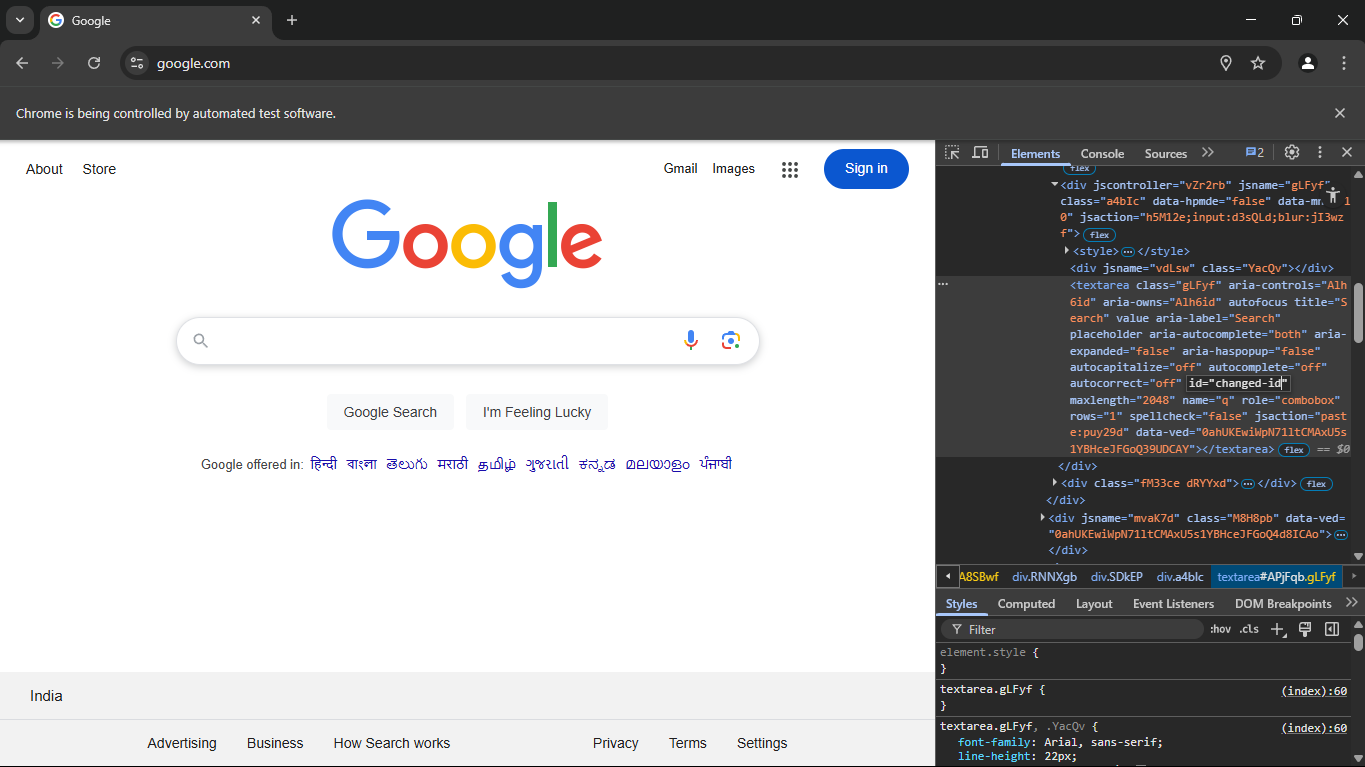 Google
google.com
Chrome is being controlled by automated test software.
About Store
Gmail Images
Sign in
Google
Google Search
I'm Feeling Lucky
Google offered in: हिन्दी বাংলা తెలుగు मराठी தமிழ் ગુજરાતી ಕನ್ನಡ മലയാളം ਪੰਜਾਬੀ
India
Advertising Business How Search works
Privacy Terms Settings
Elements Console Sources 2
flex
<div jscontroller="vZr2rb" jsname="gLFyf"
class="a4bIc" data-hpmde="false"
0" jsaction="h5M12e;input:d3sQLd;blur:jI3wz
f"> flex
<style> … </style>
<div jsname="vdLsw" class="YacQv"></div>
<textarea class="gLFyf" aria-controls="Alh
6id" aria-owns="Alh6id" autofocus title="S
earch" value aria-label="Search"
placeholder aria-autocomplete="both" aria-
expanded="false" aria-haspopup="false"
autocapitalize="off" autocomplete="off"
autocorrect="off" id="changed-id"
maxlength="2048" name="q" role="combobox"
rows="1" spellcheck="false" jsaction="past
e:puy29d" data-ved="0ahUKEwiWpN71ltCMAxU5s
1YBHceJFGoQ39UDCAY"></textarea> flex == $0
</div>
<div class="fM33ce dRYYxd"> … </div> flex
</div>
<div jsname="mvaK7d" class="M8H8pb" data-ved=
"0ahUKEwiWpN71ltCMAxU5s1YBHceJFGoQ4d8ICAo"> …
</div>
A8SBwf div.RNNXgb div.SDkEP div.a4bIc textarea#APjFqb.gLFyf
Styles Computed Layout Event Listeners DOM Breakpoints
Filter :hov .cls
element.style {
}
textarea.gLFyf { (index):60
}
textarea.gLFyf, .YacQv { (index):60
font-family: Arial, sans-serif;
line-height: 22px;